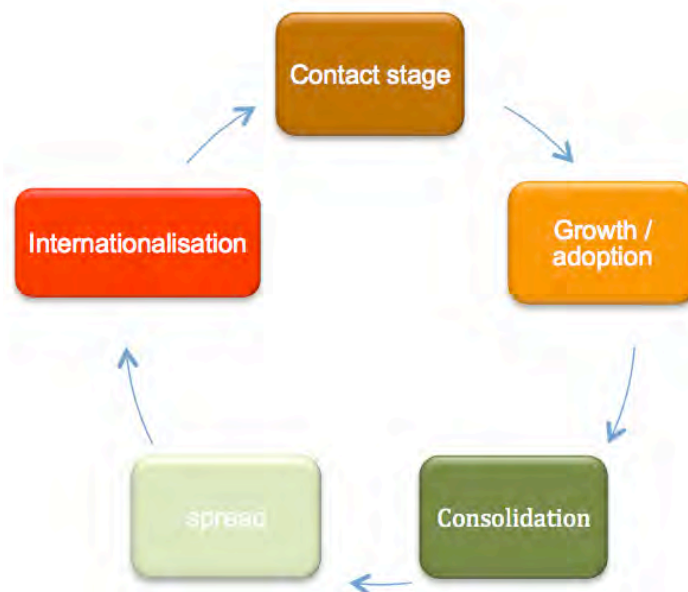 Contact stage
Growth /
adoption
Consolidation
spread
Internationalisation